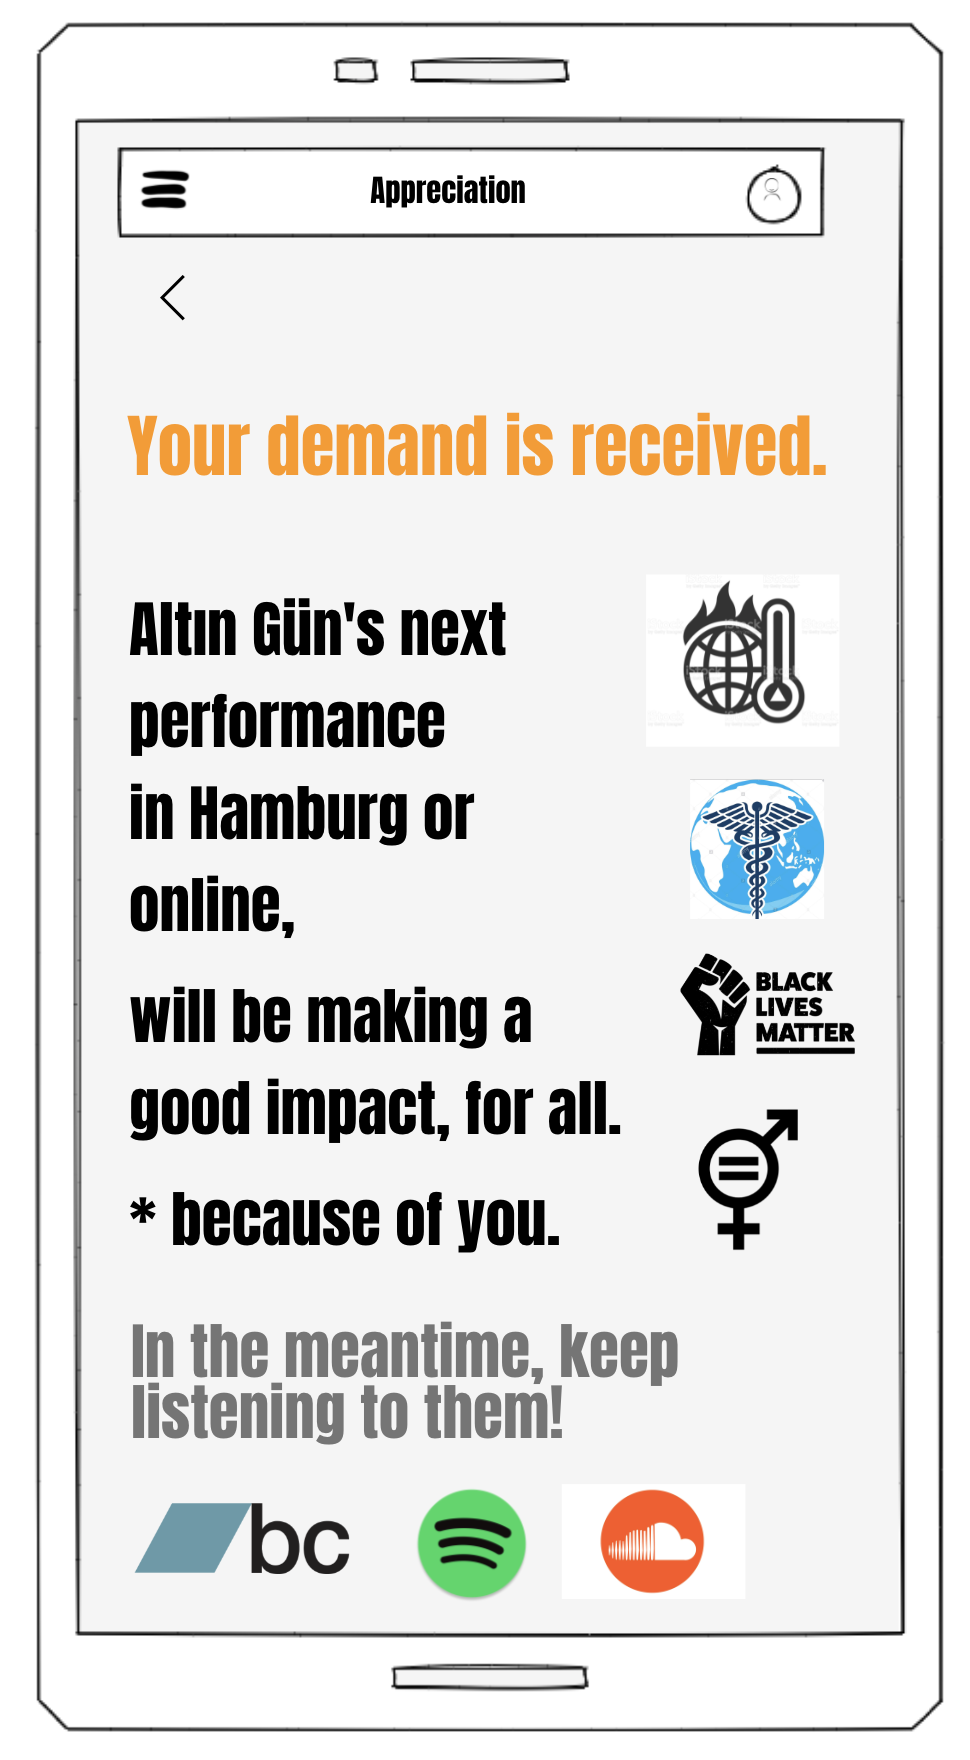 Appreciation
Your demand is received.
Altın Gün's next
performance
in Hamburg or
online,
will be making a
good impact, for all.
* because of you.
BLACK
LIVES
MATTER
In the meantime, keep
listening to them!
bc